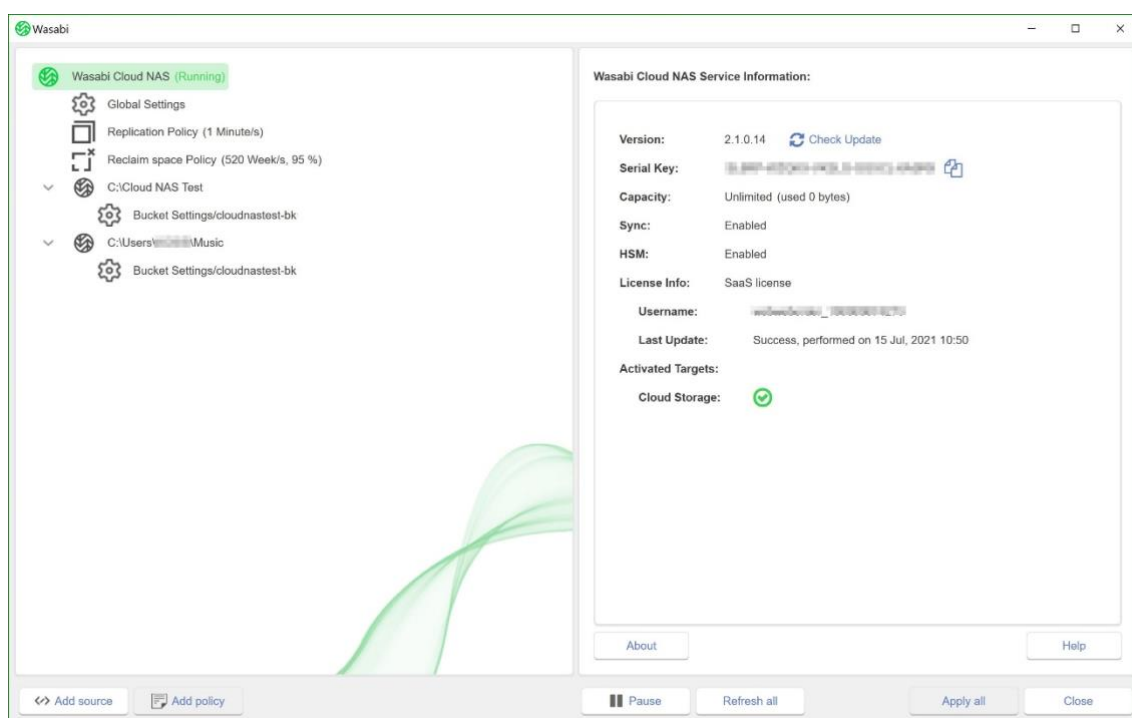 Wasabi
Wasabi Cloud NAS (Running)
Global Settings
Replication Policy (1 Minute/s)
Reclaim space Policy (520 Week/s, 95 %)
C:\Cloud NAS Test
Bucket Settings/cloudnastest-bk
C:\Users\ \Music
Bucket Settings/cloudnastest-bk
Wasabi Cloud NAS Service Information:
Version: 2.1.0.14 Check Update
Serial Key:
Capacity: Unlimited (used 0 bytes)
Sync: Enabled
HSM: Enabled
License Info: SaaS license
Username:
Last Update: Success, performed on 15 Jul, 2021 10:50
Activated Targets:
Cloud Storage:
About Help
Add source Add policy Pause Refresh all Apply all Close